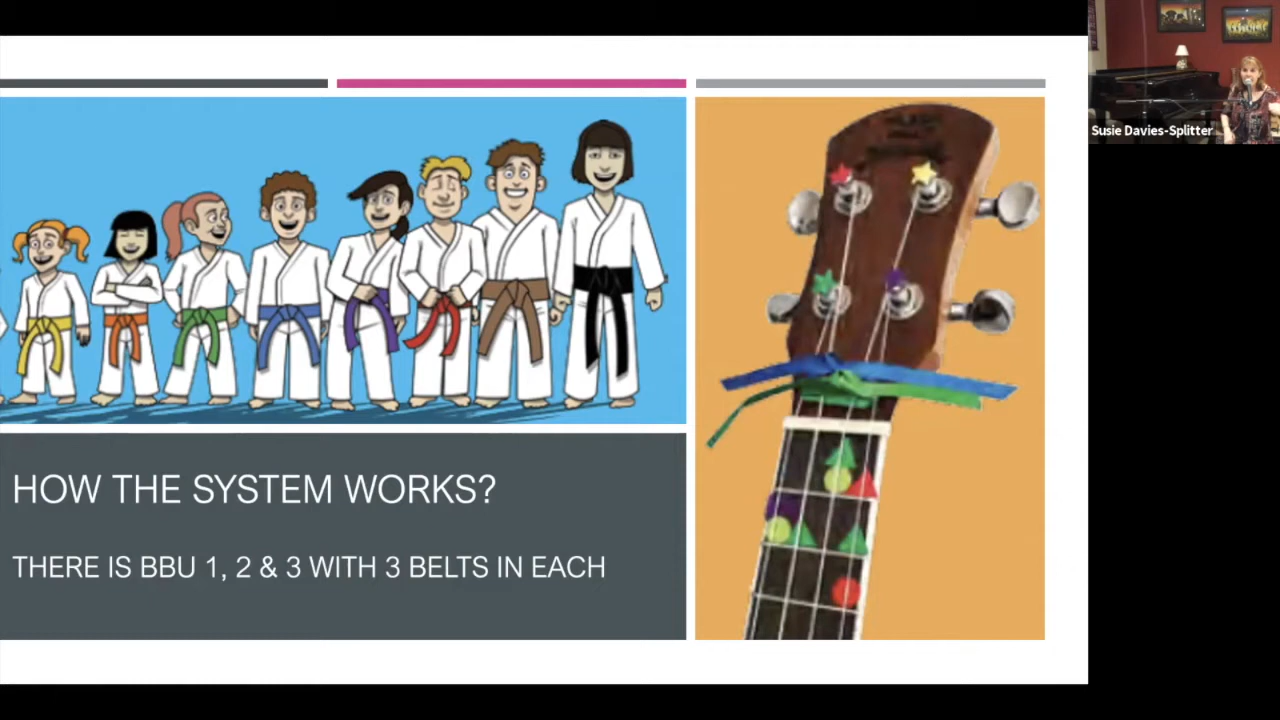 Susie Davies-Splitter
HOW THE SYSTEM WORKS?
THERE IS BBU 1, 2 & 3 WITH 3 BELTS IN EACH